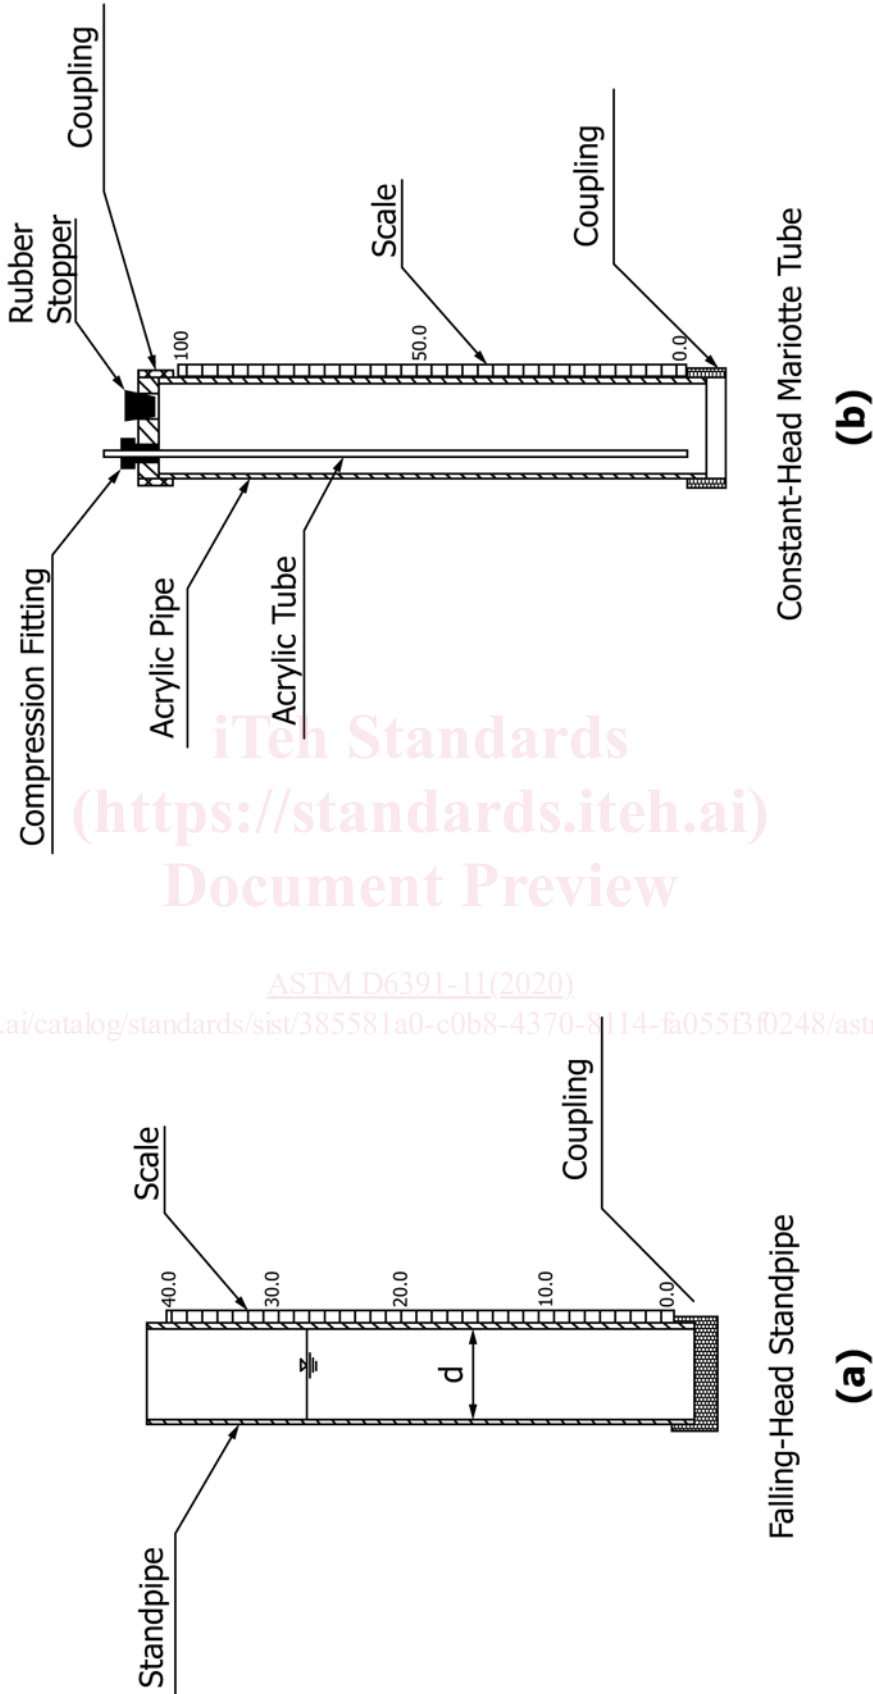 Rubber
Stopper
Coupling
100
Scale
50.0
Coupling
0.0
Compression Fitting
Acrylic Pipe
Acrylic Tube
Constant-Head Mariotte Tube
(b)
iTeh Standards
(https://standards.iteh.ai)
Document Preview
ASTM D6391-11(2020)
.ai/catalog/standards/sist/385581a0-c0b8-4370-8114-fa055f3f0248/ast
Scale
40.0
30.0
20.0
10.0
0.0
Coupling
d
Standpipe
Falling-Head Standpipe
(a)